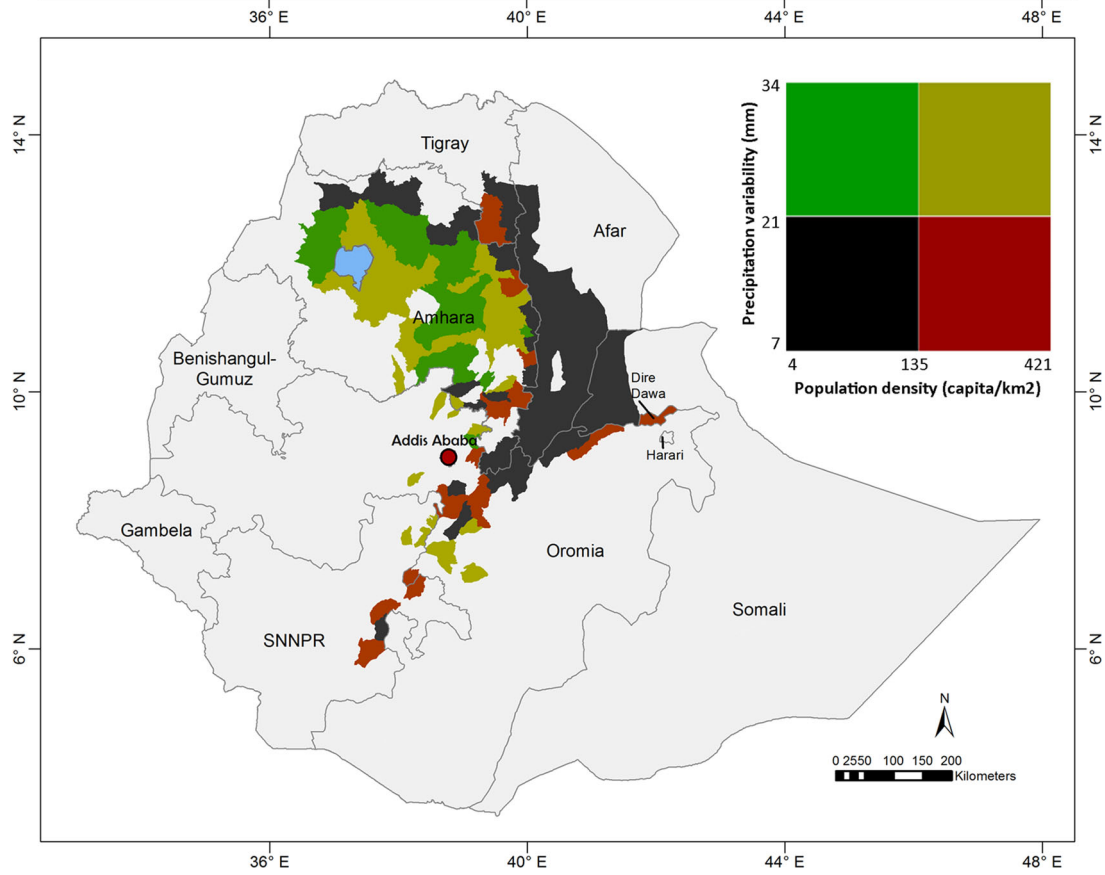 36° E 40° E 44° E 48° E
14° N
14° N
10° N
10° N
6° N
6° N
Tigray
Afar
Amhara
Benishangul-
Gumuz
Dire
Dawa
Addis Ababa
Harari
Gambela
Oromia
SNNPR
Somali
34
21
7
Precipitation variability (mm)
4 135 421
Population density (capita/km2)
N
0 2550 100 150 200
Kilometers
36° E 40° E 44° E 48° E